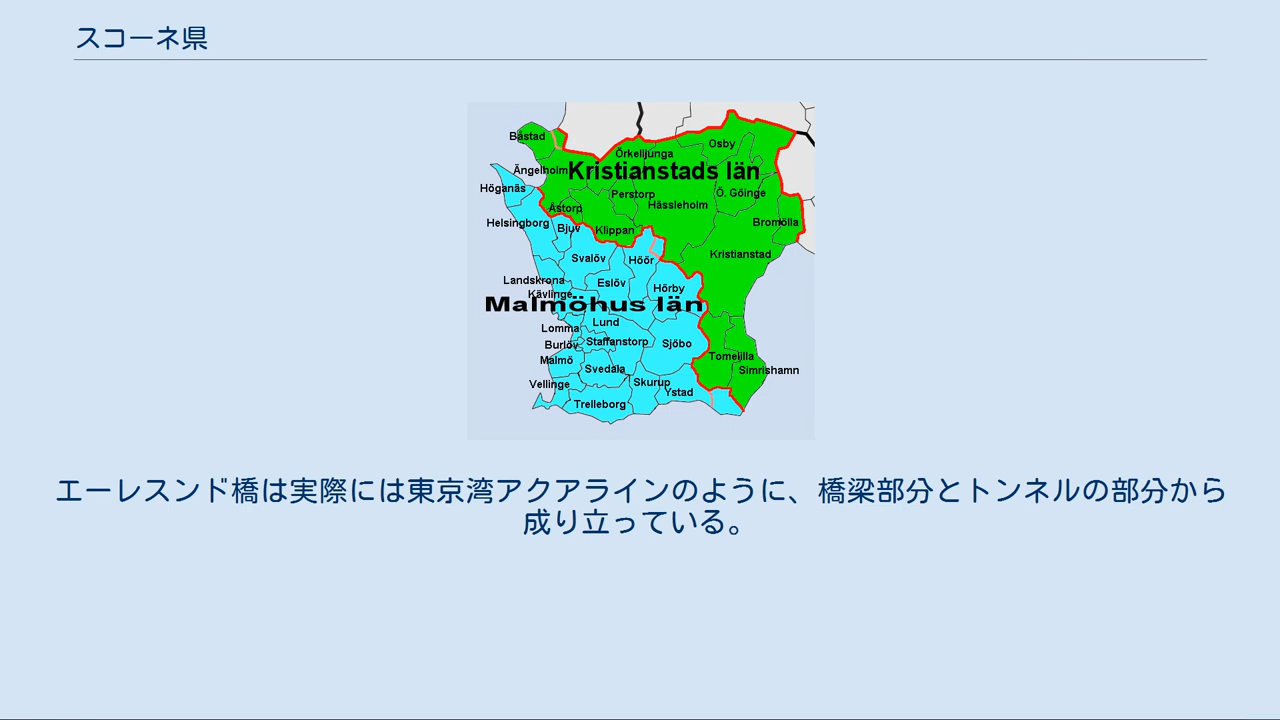 スコーネ県
Båstad
Örkelljunga
Osby
Ängelholm
Kristianstads län
Höganäs
Perstorp
Ö. Göinge
Hässleholm
Åstorp
Helsingborg
Bjuv
Klippan
Bromölla
Svalöv
Höör
Kristianstad
Landskrona
Eslöv
Hörby
Kävlinge
Malmöhus län
Lund
Lomma
Burlöv
Staffanstorp
Sjöbo
Malmö
Tomelilla
Svedala
Simrishamn
Vellinge
Skurup
Ystad
Trelleborg
エーレスンド橋は実際には東京湾アクアラインのように、橋梁部分とトンネルの部分から
成り立っている。